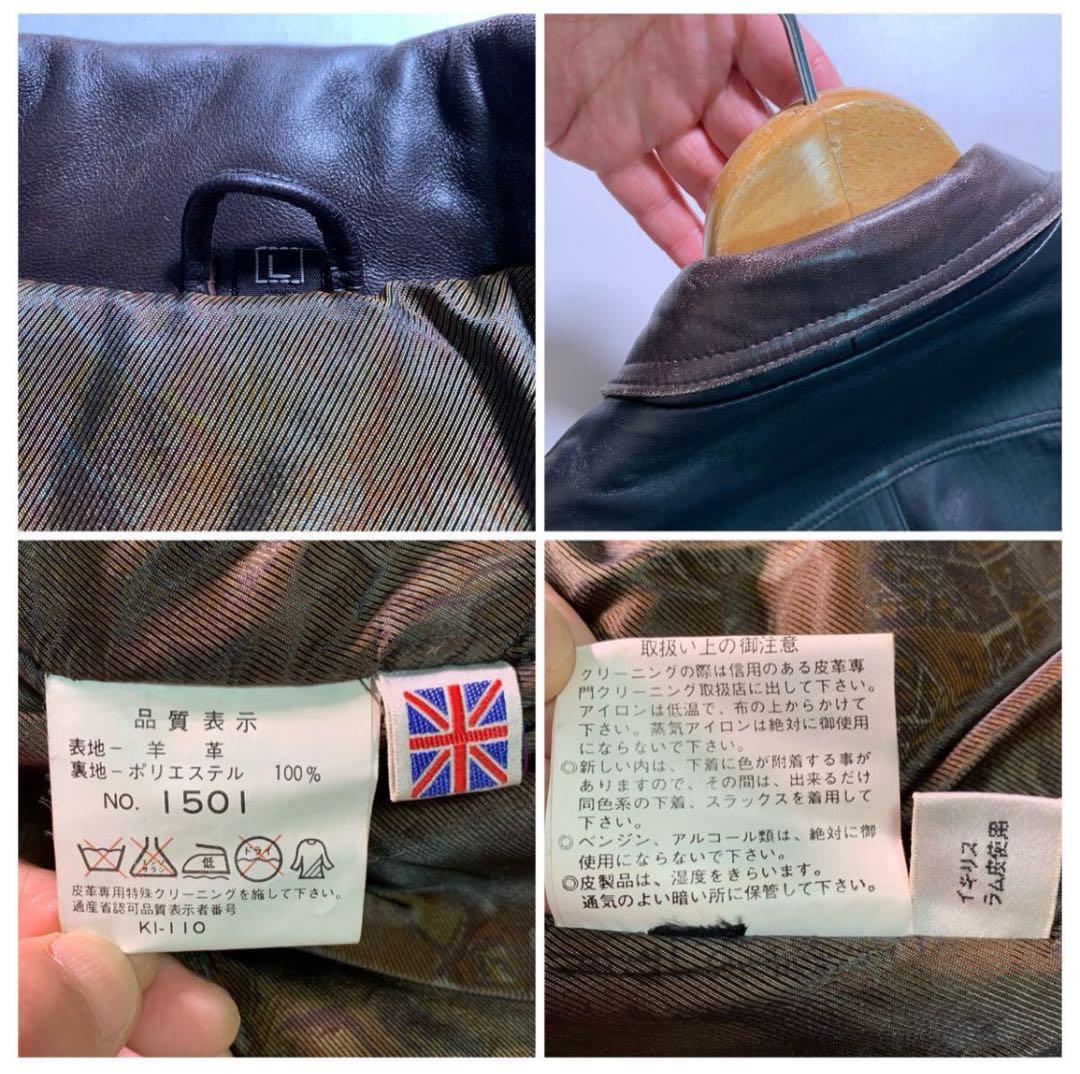 L
品質表示
表地－羊 革
裏地－ポリエステル 100%
NO. 1501
エンソ
サラシ
低
ドライ
皮革専用特殊クリーニングを施して下さい。
通産省認可品質表示者番号
KI-110
取扱い上の御注意
クリーニングの際は信用のある皮革専
門クリーニング取扱店に出して下さい。
アイロンは低温で、布の上からかけて
下さい。蒸気アイロンは絶対に御使用
にならないで下さい。
◎新しい内は、下着に色が附着する事が
ありますので、その間は、出来るだけ
同色系の下着、スラックスを着用して
下さい。
◎ベンジン、アルコール類は、絶対に御
使用にならないで下さい。
◎皮製品は、湿度をきらいます。
通気のよい暗い所に保管して下さい。
イギリス
ラム皮使用